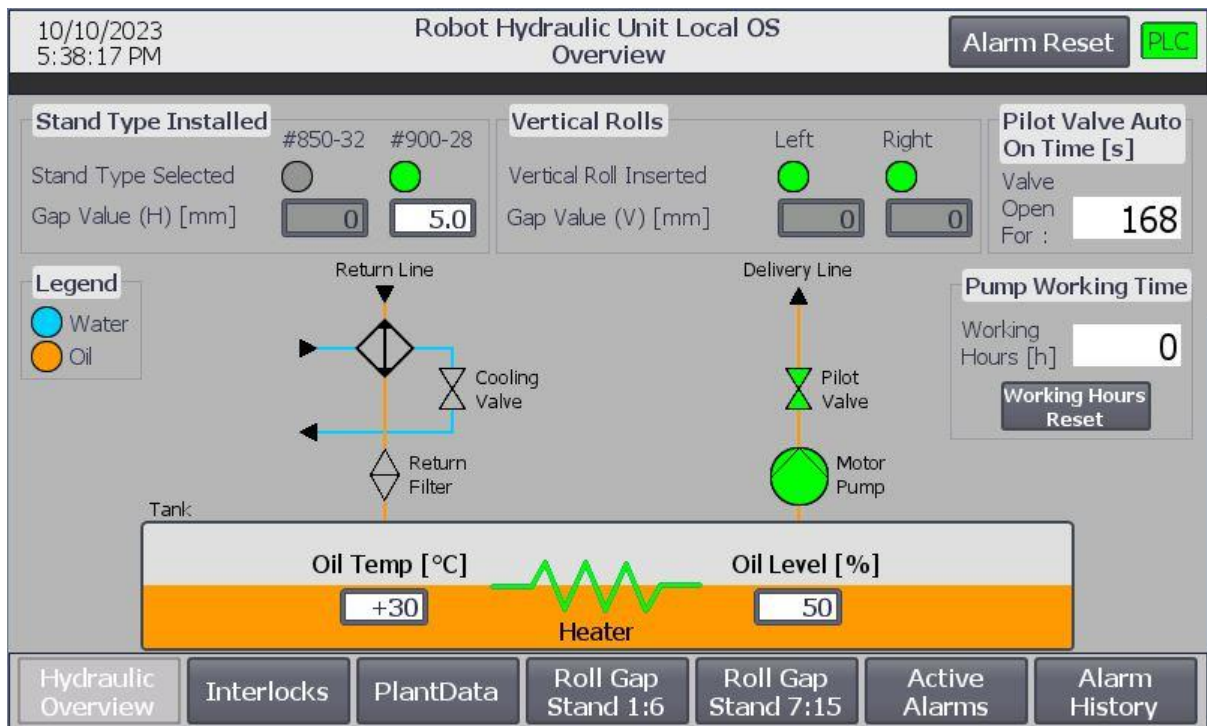 10/10/2023
5:38:17 PM
Robot Hydraulic Unit Local OS
Overview
Alarm Reset
PLC
Stand Type Installed
#850-32 #900-28
Stand Type Selected
Gap Value (H) [mm] 0 5.0
Vertical Rolls
Left Right
Vertical Roll Inserted
Gap Value (V) [mm] 0 0
Pilot Valve Auto
On Time [s]
Valve
Open
For :
168
Legend
Water
Oil
Return Line
Cooling
Valve
Return
Filter
Delivery Line
Pilot
Valve
Motor
Pump
Pump Working Time
Working
Hours [h]
0
Working Hours
Reset
Tank
Oil Temp [°C]
+30
Heater
Oil Level [%]
50
Hydraulic
Overview
Interlocks
PlantData
Roll Gap
Stand 1:6
Roll Gap
Stand 7:15
Active
Alarms
Alarm
History